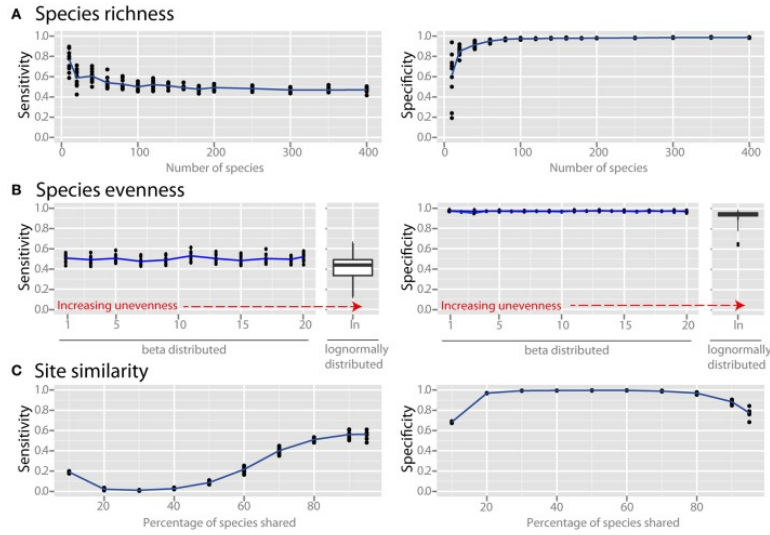 A Species richness
Sensitivity
1.0
0.8
0.6
0.4
0.2
0.0
0 100 200 300 400
Number of species
Specificity
1.0
0.8
0.6
0.4
0.2
0.0
0 100 200 300 400
Number of species
B Species evenness
Sensitivity
1.0
0.8
0.6
0.4
0.2
0.0
Increasing unevenness
1 5 10 15 20 ln
beta distributed
lognormally
distributed
Specificity
1.0
0.8
0.6
0.4
0.2
0.0
Increasing unevenness
1 5 10 15 20 ln
beta distributed
lognormally
distributed
C Site similarity
Sensitivity
1.0
0.8
0.6
0.4
0.2
0.0
20 40 60 80
Percentage of species shared
Specificity
1.0
0.8
0.6
0.4
0.2
0.0
20 40 60 80
Percentage of species shared